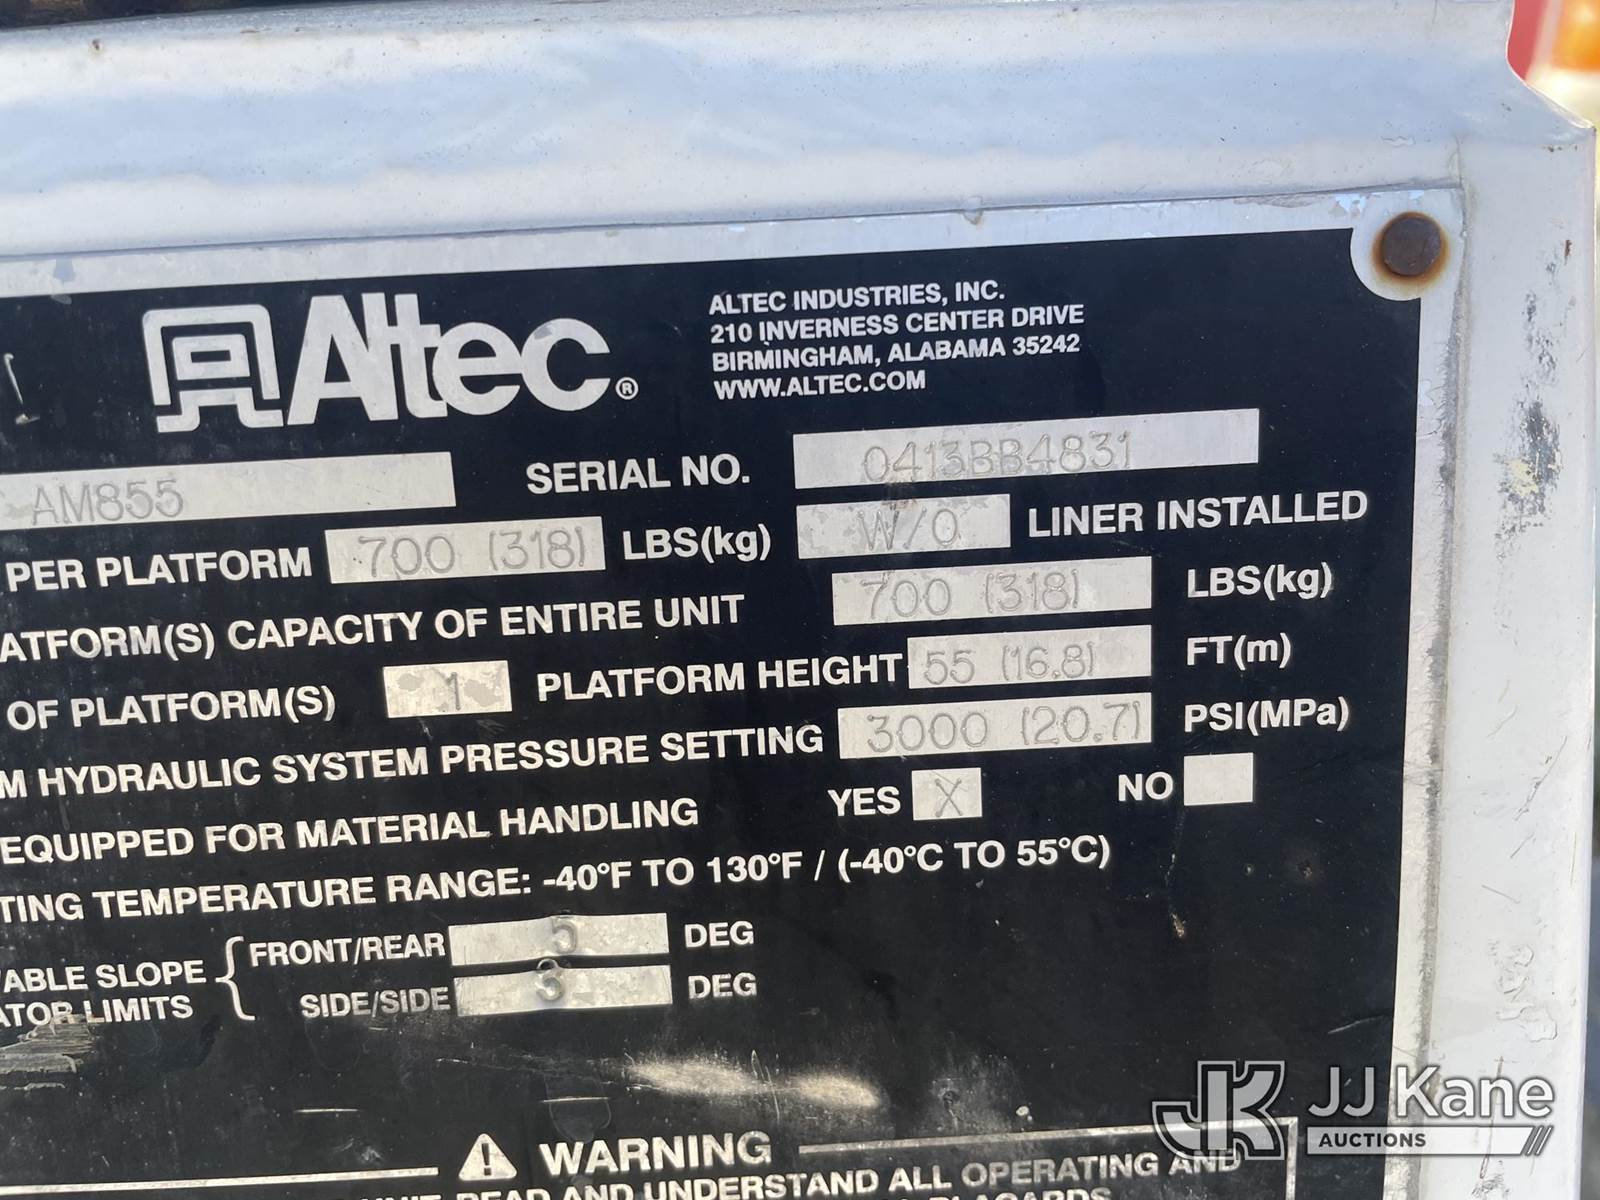 Altec®
ALTEC INDUSTRIES, INC.
210 INVERNESS CENTER DRIVE
BIRMINGHAM, ALABAMA 35242
WWW.ALTEC.COM
AM855 SERIAL NO. 0413BB4831
PER PLATFORM 700 (318) LBS(kg) W/O LINER INSTALLED
ATFORM(S) CAPACITY OF ENTIRE UNIT 700 (318) LBS(kg)
OF PLATFORM(S) 1 PLATFORM HEIGHT 55 (16.8) FT(m)
M HYDRAULIC SYSTEM PRESSURE SETTING 3000 (20.7) PSI(MPa)
EQUIPPED FOR MATERIAL HANDLING YES X NO
TING TEMPERATURE RANGE: -40°F TO 130°F / (-40°C TO 55°C)
ABLE SLOPE FRONT/REAR 5 DEG
ATOR LIMITS SIDE/SIDE DEG
WARNING
READ AND UNDERSTAND ALL OPERATING AND
PLACARDS
JJ Kane
AUCTIONS